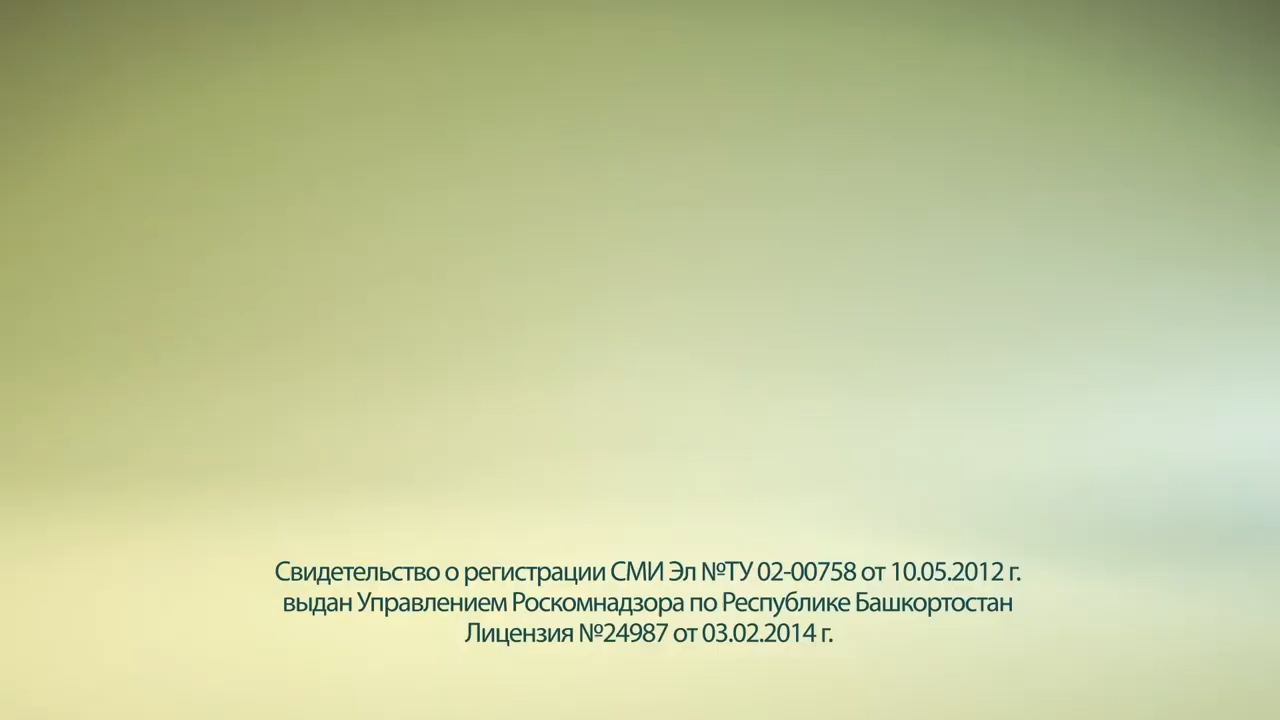 Свидетельство о регистрации СМИ Эл №ТУ 02-00758 от 10.05.2012 г.
выдан Управлением Роскомнадзора по Республике Башкортостан
Лицензия №24987 от 03.02.2014 г.